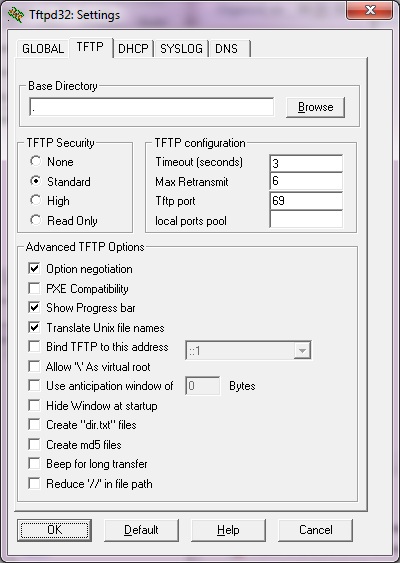 Tftpd32: Settings
GLOBAL TFTP DHCP SYSLOG DNS
Base Directory
. Browse
TFTP Security
None
Standard
High
Read Only
TFTP configuration
Timeout (seconds) 3
Max Retransmit 6
Tftp port 69
local ports pool
Advanced TFTP Options
Option negotiation
PXE Compatibility
Show Progress bar
Translate Unix file names
Bind TFTP to this address ::1
Allow '\' As virtual root
Use anticipation window of 0 Bytes
Hide Window at startup
Create "dir.txt" files
Create md5 files
Beep for long transfer
Reduce '//' in file path
OK Default Help Cancel